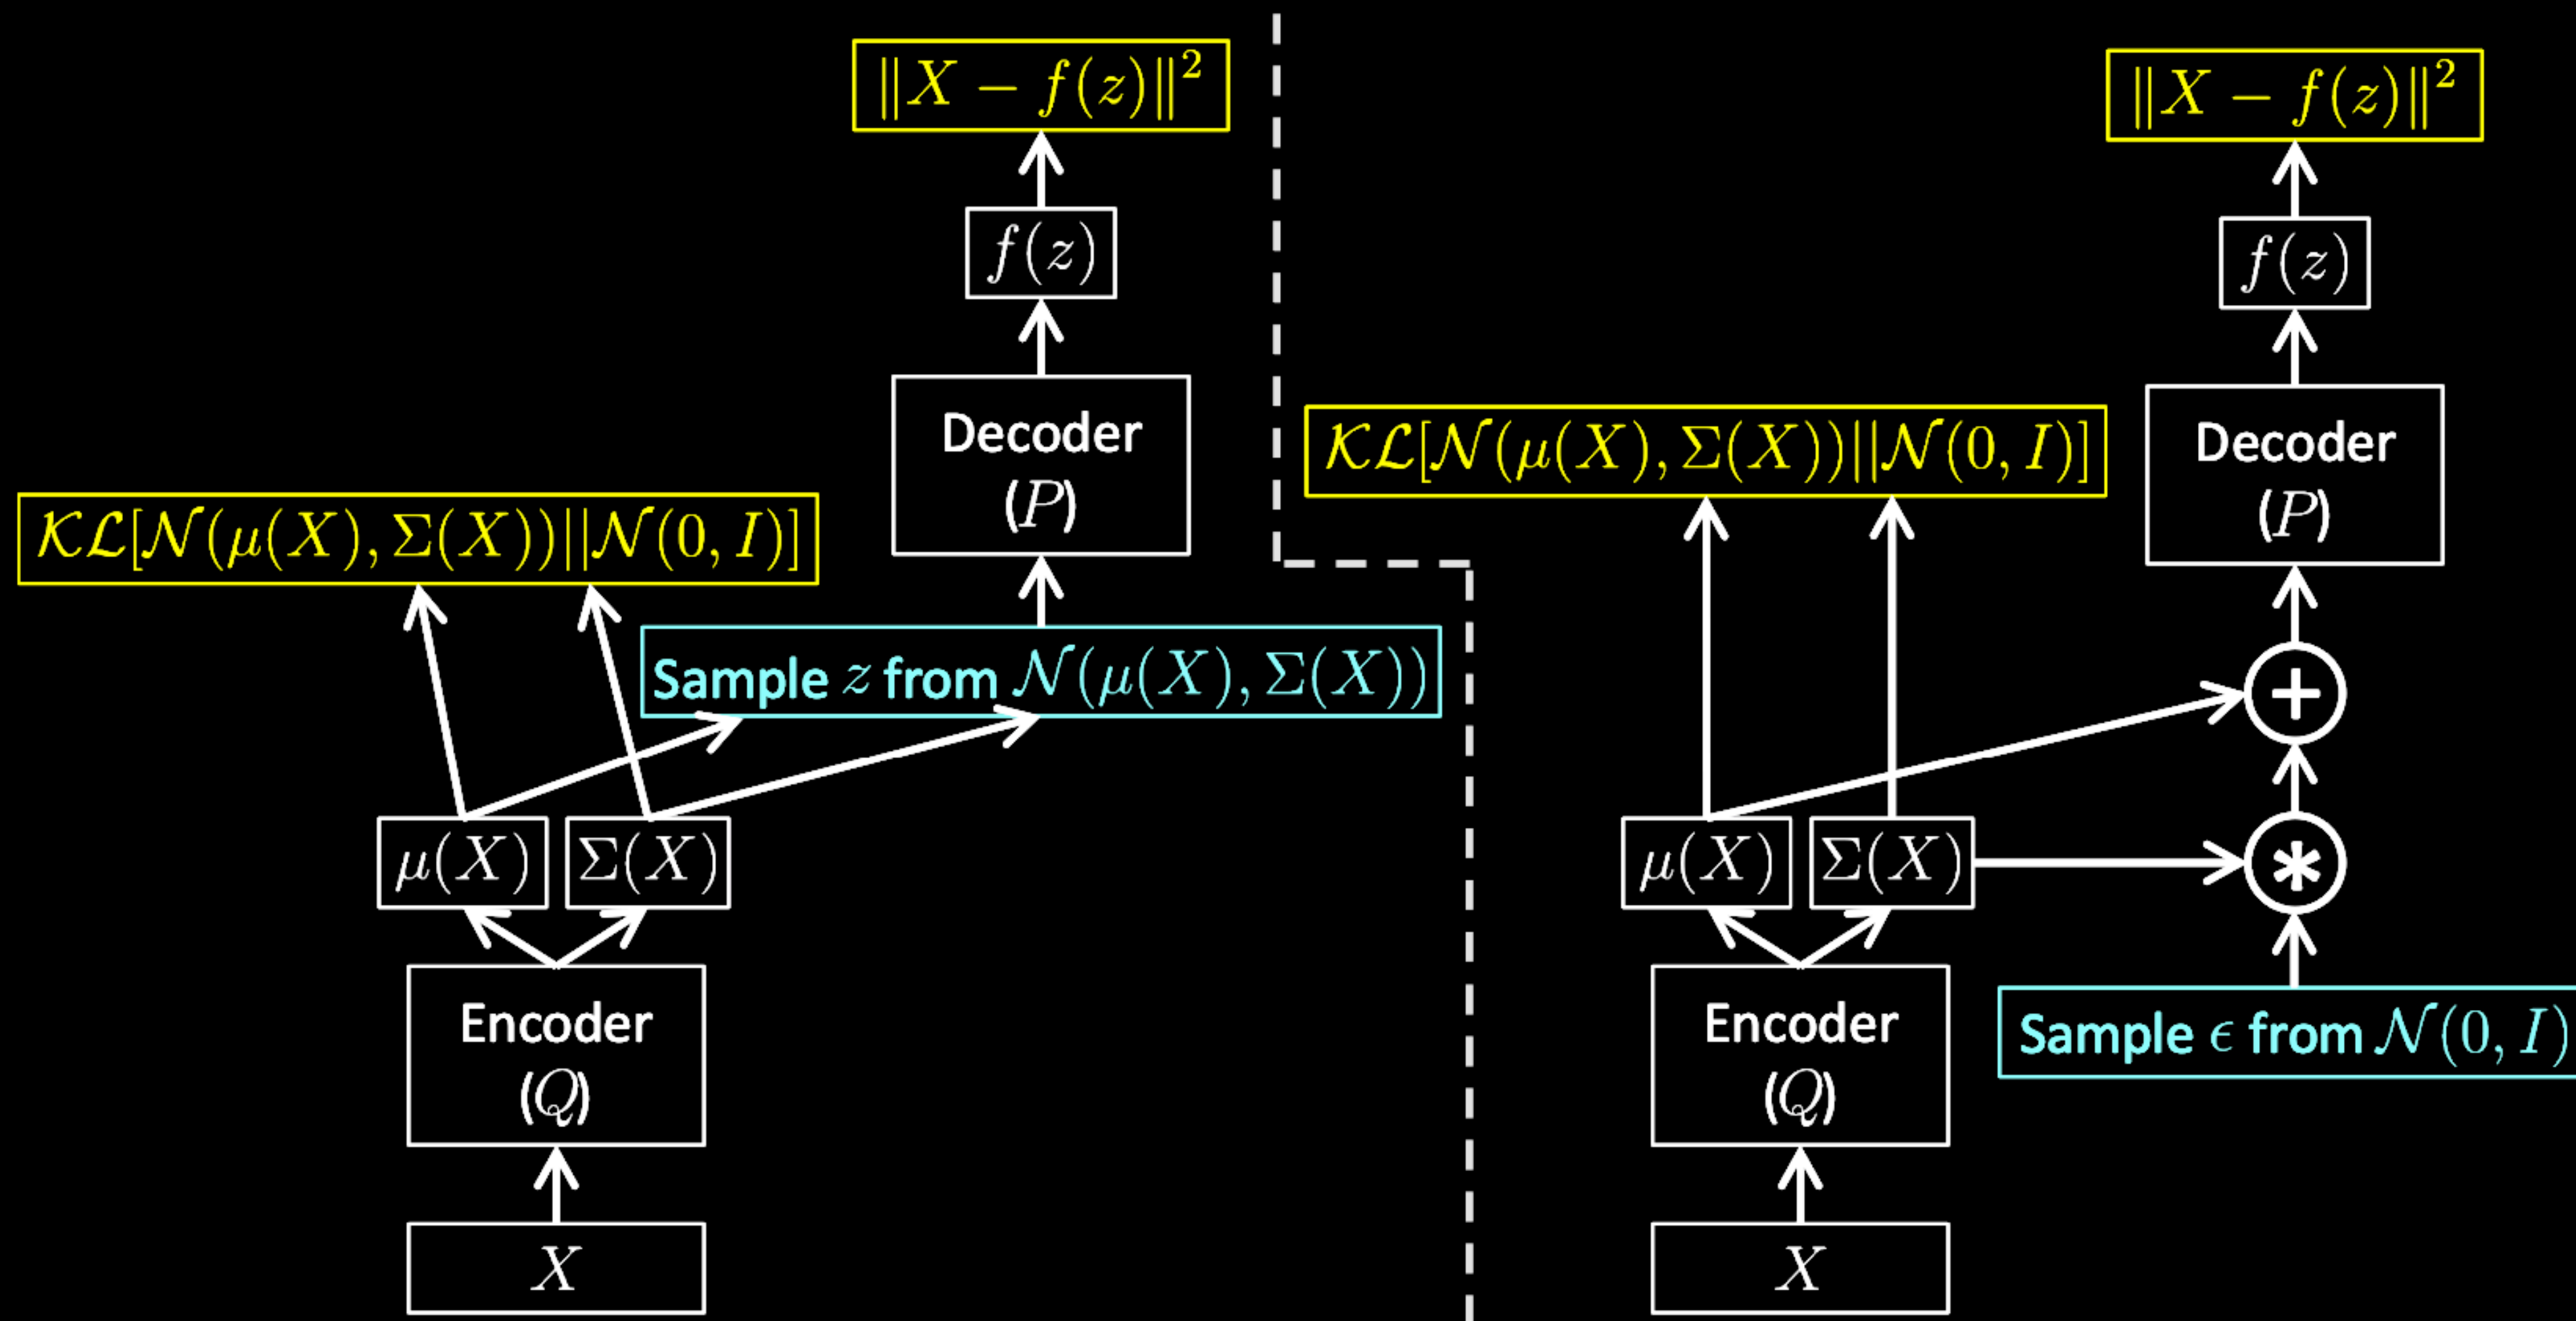 ‖X − f(z)‖²
f(z)
Decoder
(P)
𝒦ℒ[𝒩(μ(X), Σ(X))||𝒩(0, I)]
Sample z from 𝒩(μ(X), Σ(X))
μ(X)
Σ(X)
Encoder
(Q)
X
‖X − f(z)‖²
f(z)
Decoder
(P)
𝒦ℒ[𝒩(μ(X), Σ(X))||𝒩(0, I)]
+
μ(X)
Σ(X)
*
Encoder
(Q)
Sample ϵ from 𝒩(0, I)
X